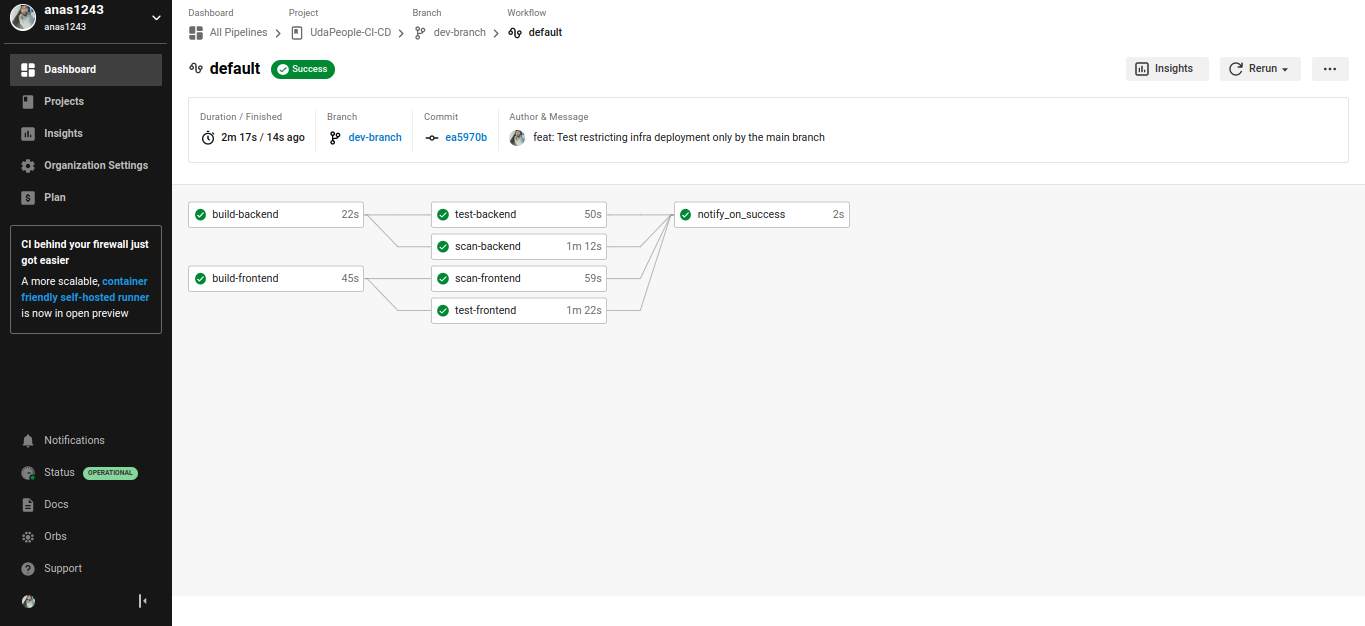 anas1243
anas1243
Dashboard
Projects
Insights
Organization Settings
Plan
CI behind your firewall just
got easier
A more scalable, container
friendly self-hosted runner
is now in open preview
Notifications
Status OPERATIONAL
Docs
Orbs
Support
Dashboard Project Branch Workflow
All Pipelines UdaPeople-CI-CD dev-branch default
default Success Insights Rerun
Duration / Finished Branch Commit Author & Message
2m 17s / 14s ago dev-branch ea5970b feat: Test restricting infra deployment only by the main branch
build-backend 22s test-backend 50s notify_on_success 2s
scan-backend 1m 12s
build-frontend 45s scan-frontend 59s
test-frontend 1m 22s